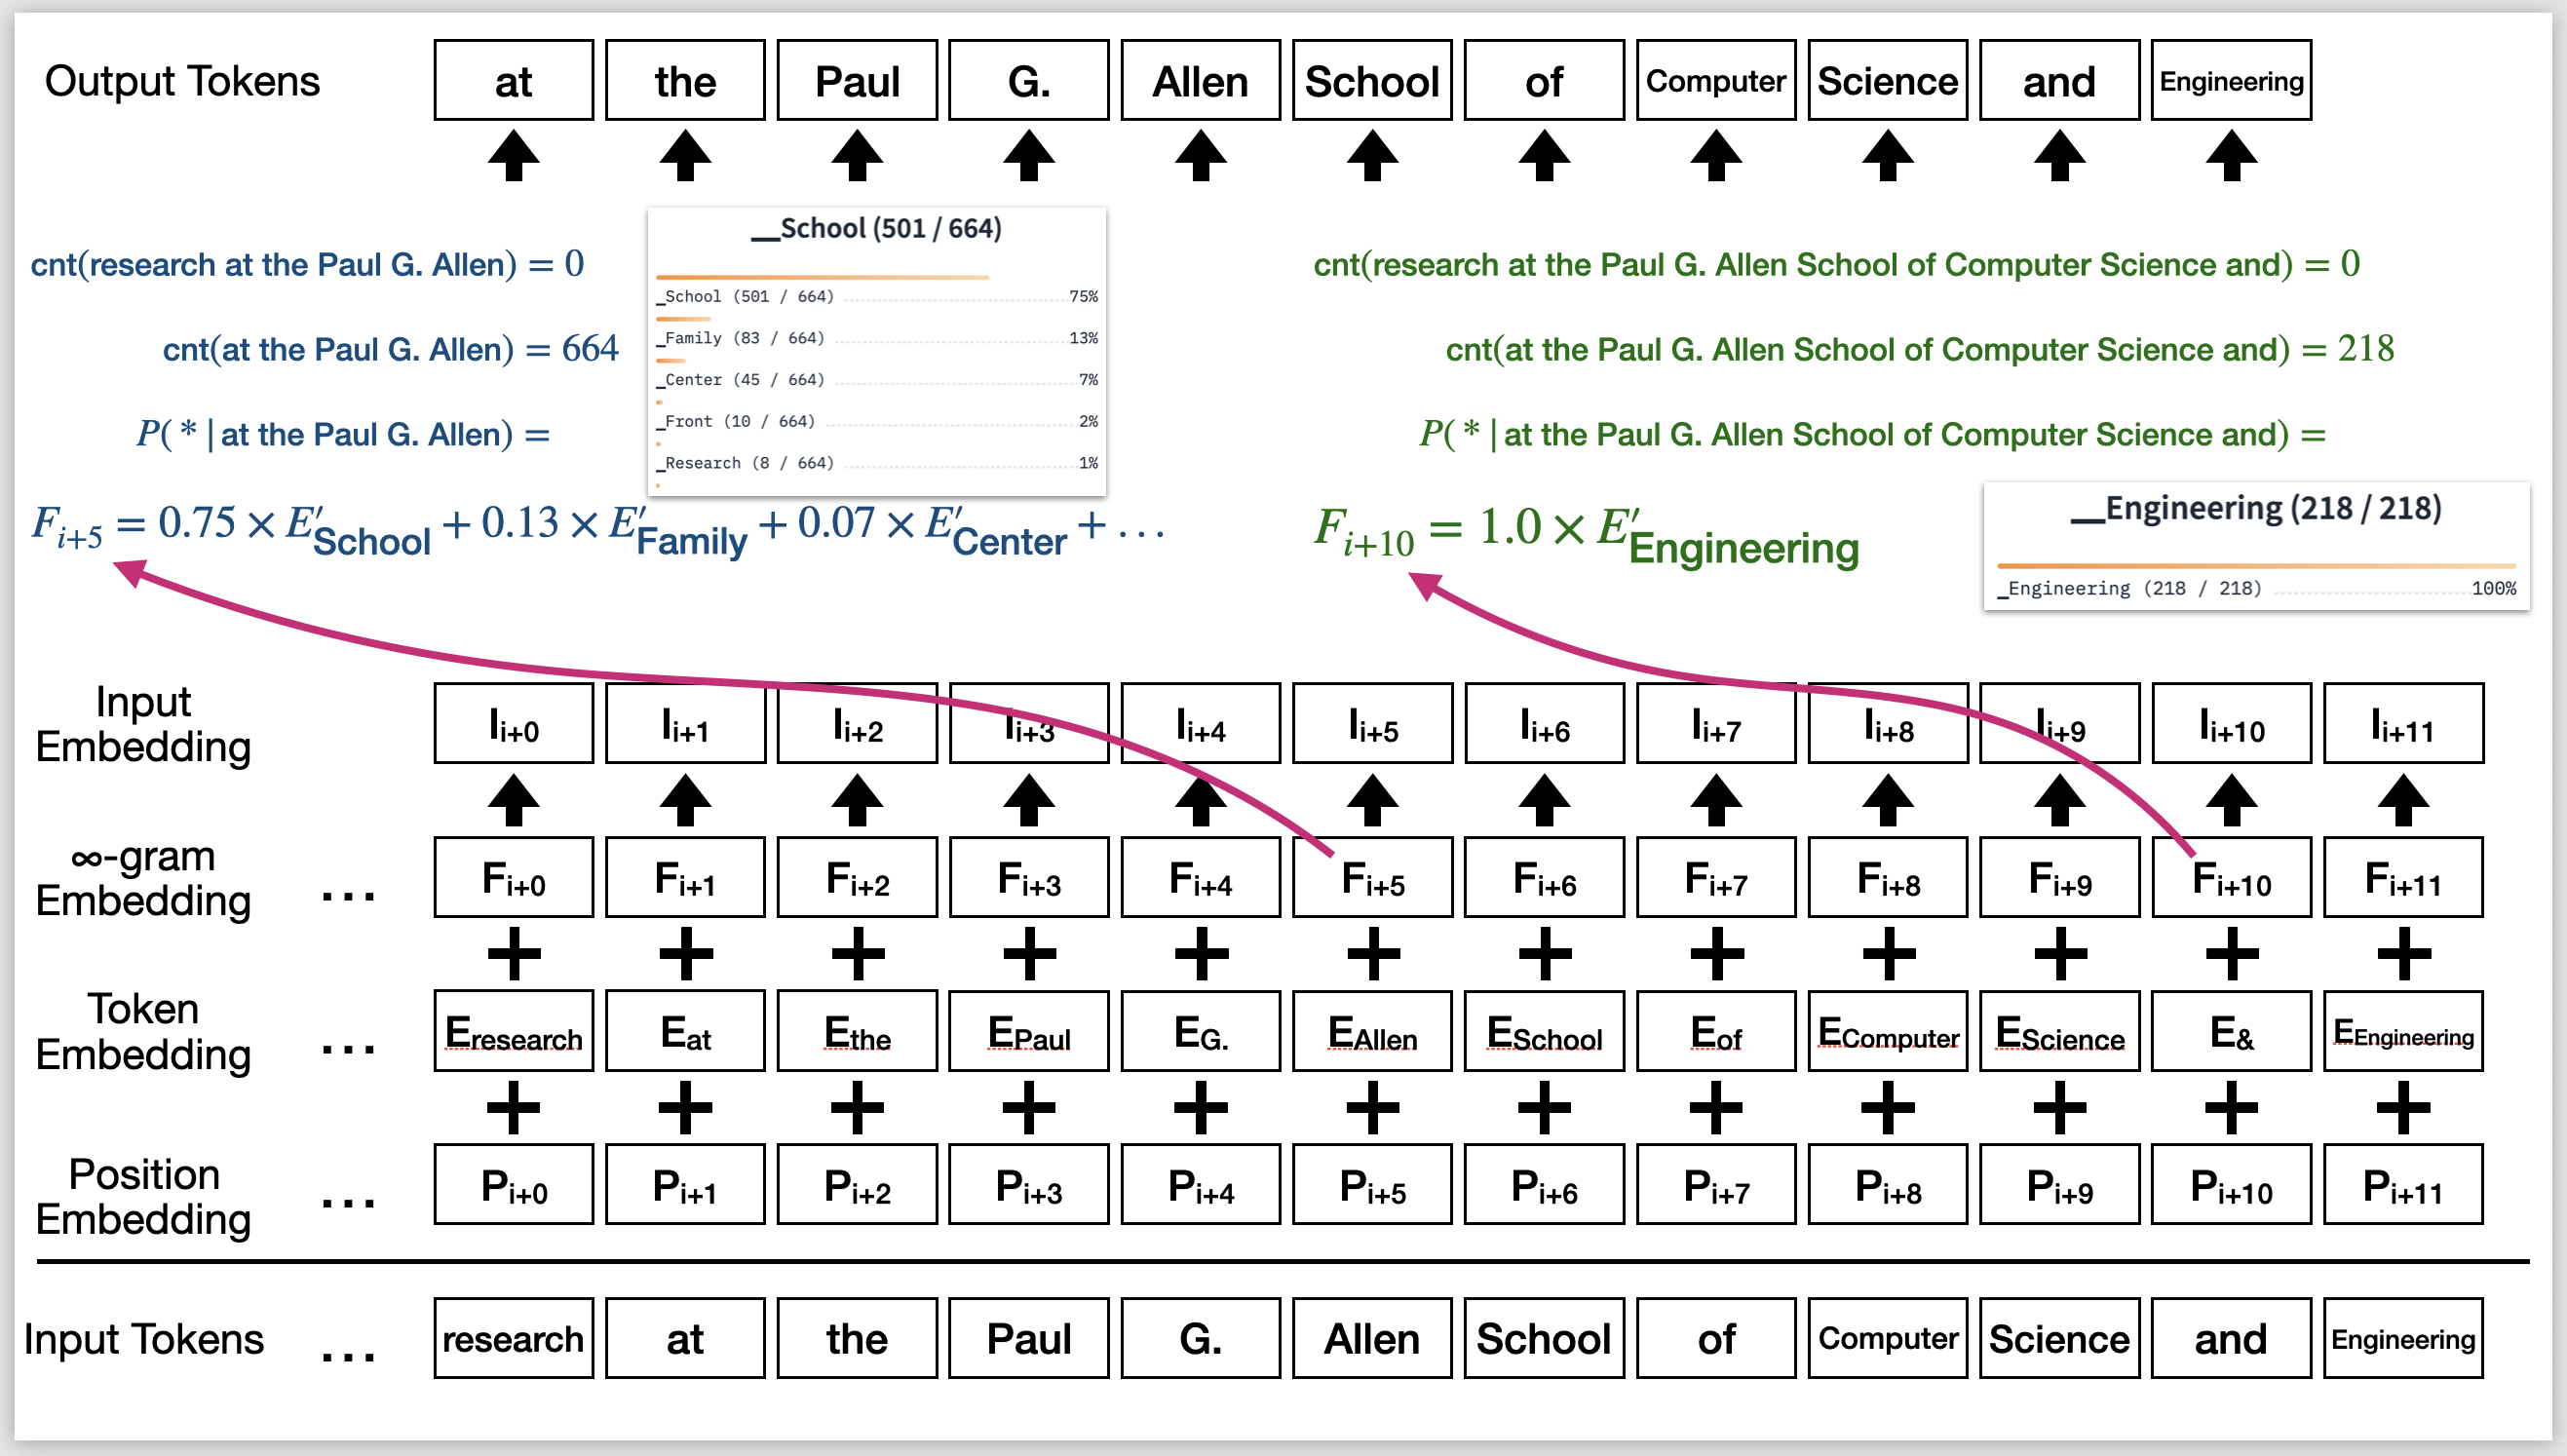 Output Tokens at the Paul G. Allen School of Computer Science and Engineering
cnt(research at the Paul G. Allen) = 0
cnt(at the Paul G. Allen) = 664
P( * | at the Paul G. Allen) =
__School (501 / 664)
_School (501 / 664) 75%
_Family (83 / 664) 13%
_Center (45 / 664) 7%
_Front (10 / 664) 2%
_Research (8 / 664) 1%
F_{i+5} = 0.75 × E′_{School} + 0.13 × E′_{Family} + 0.07 × E′_{Center} + …
cnt(research at the Paul G. Allen School of Computer Science and) = 0
cnt(at the Paul G. Allen School of Computer Science and) = 218
P( * | at the Paul G. Allen School of Computer Science and) =
F_{i+10} = 1.0 × E′_{Engineering}
__Engineering (218 / 218)
_Engineering (218 / 218) 100%
Input
Embedding
I_{i+0} I_{i+1} I_{i+2} I_{i+3} I_{i+4} I_{i+5} I_{i+6} I_{i+7} I_{i+8} I_{i+9} I_{i+10} I_{i+11}
∞-gram
Embedding
… F_{i+0} F_{i+1} F_{i+2} F_{i+3} F_{i+4} F_{i+5} F_{i+6} F_{i+7} F_{i+8} F_{i+9} F_{i+10} F_{i+11}
+ + + + + + + + + + + +
Token
Embedding
… E_{research} E_{at} E_{the} E_{Paul} E_{G.} E_{Allen} E_{School} E_{of} E_{Computer} E_{Science} E_{&} E_{Engineering}
+ + + + + + + + + + + +
Position
Embedding
… P_{i+0} P_{i+1} P_{i+2} P_{i+3} P_{i+4} P_{i+5} P_{i+6} P_{i+7} P_{i+8} P_{i+9} P_{i+10} P_{i+11}
Input Tokens … research at the Paul G. Allen School of Computer Science and Engineering